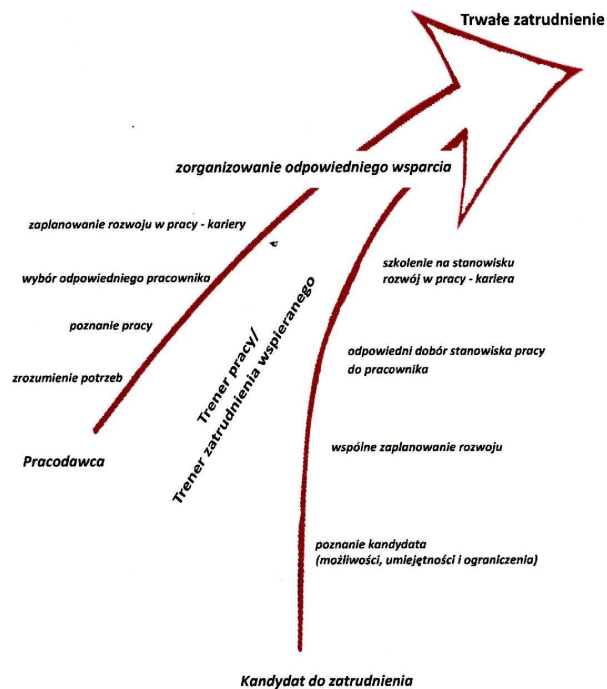 Trwałe zatrudnienie
zorganizowanie odpowiedniego wsparcia
zaplanowanie rozwoju w pracy - kariery
wybór odpowiedniego pracownika
poznanie pracy
zrozumienie potrzeb
Pracodawca
Trener pracy/
Trener zatrudnienia wspieranego
szkolenie na stanowisku
rozwój w pracy - kariera
odpowiedni dobór stanowiska pracy
do pracownika
wspólne zaplanowanie rozwoju
poznanie kandydata
(możliwości, umiejętności i ograniczenia)
Kandydat do zatrudnienia